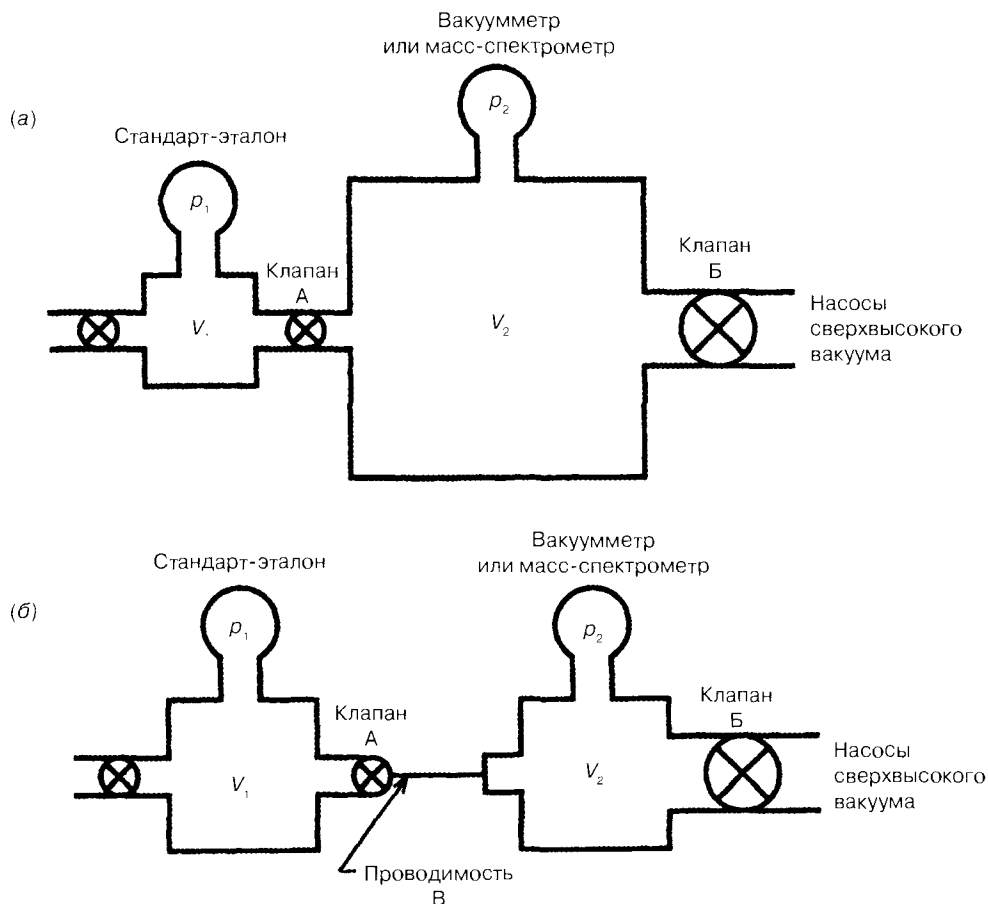 Вакуумметр
или масс-спектрометр
(а)
p₂
Стандарт-эталон
p₁
Клапан
А
Клапан
Б
V₂
Насосы
сверхвысокого
вакуума
V
Вакуумметр
или масс-спектрометр
Стандарт-эталон
(б)
p₁
p₂
Клапан
А
Клапан
Б
V₁
V₂
Насосы
сверхвысокого
вакуума
Проводимость
В